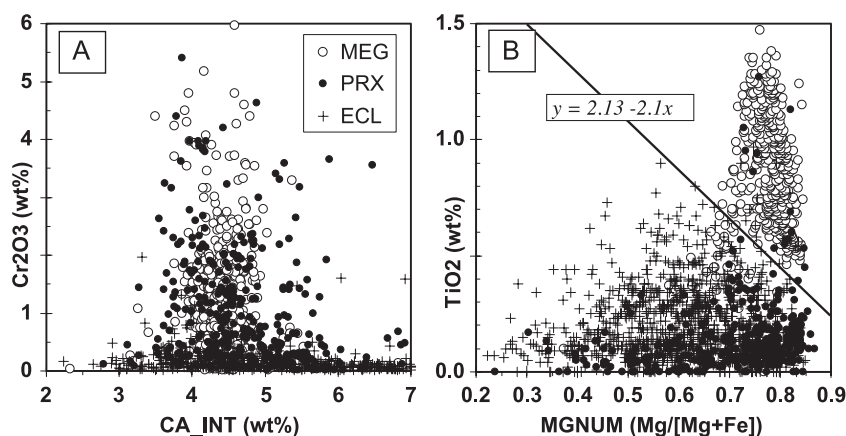 A
B
MEG
PRX
ECL
y = 2.13 -2.1x
Cr2O3 (wt%)
6
5
4
3
2
1
0
2
3
4
5
6
7
CA_INT (wt%)
TIO2 (wt%)
1.5
1.0
0.0
0.2
0.3
0.4
0.5
0.6
0.7
0.8
0.9
MGNUM (Mg/[Mg+Fe])